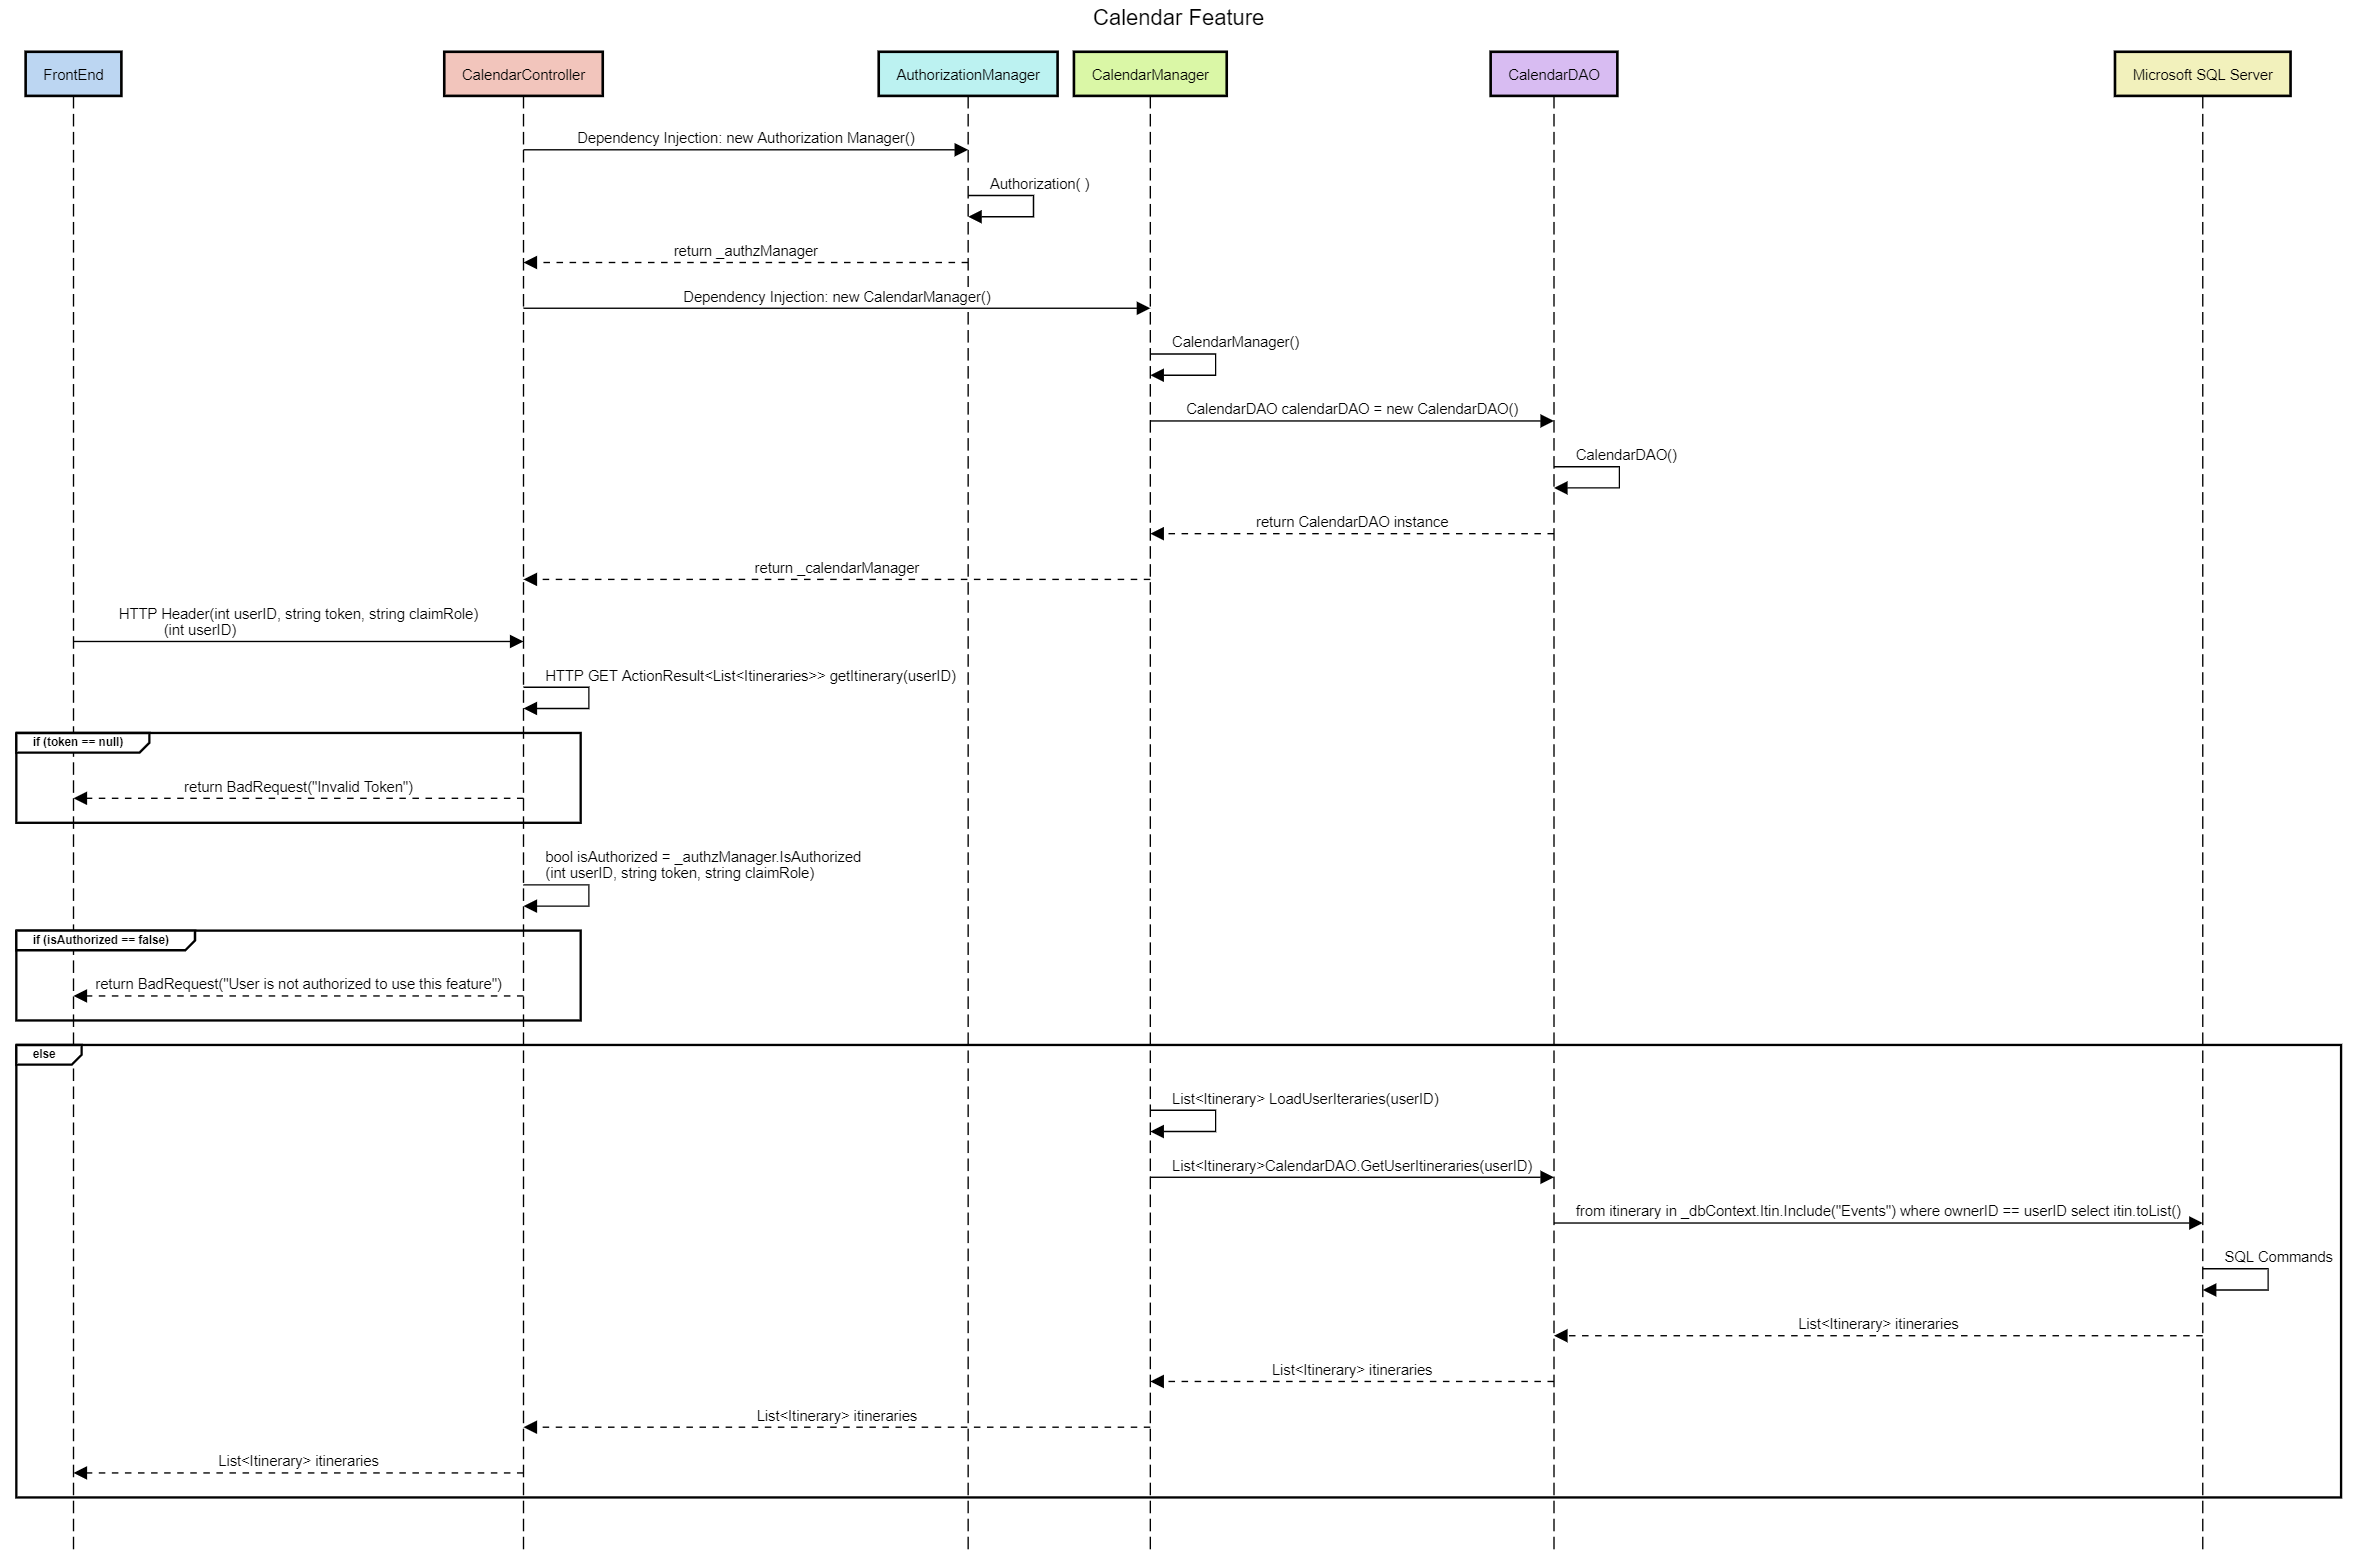 Calendar Feature
FrontEnd
CalendarController
AuthorizationManager
CalendarManager
CalendarDAO
Microsoft SQL Server
Dependency Injection: new Authorization Manager()
Authorization( )
return _authzManager
Dependency Injection: new CalendarManager()
CalendarManager()
CalendarDAO calendarDAO = new CalendarDAO()
CalendarDAO()
return CalendarDAO instance
return _calendarManager
HTTP Header(int userID, string token, string claimRole)
(int userID)
HTTP GET ActionResult<List<Itineraries>> getItinerary(userID)
if (token == null)
return BadRequest("Invalid Token")
bool isAuthorized = _authzManager.IsAuthorized
(int userID, string token, string claimRole)
if (isAuthorized == false)
return BadRequest("User is not authorized to use this feature")
else
List<Itinerary> LoadUserIteraries(userID)
List<Itinerary>CalendarDAO.GetUserItineraries(userID)
from itinerary in _dbContext.Itin.Include("Events") where ownerID == userID select itin.toList()
SQL Commands
List<Itinerary> itineraries
List<Itinerary> itineraries
List<Itinerary> itineraries
List<Itinerary> itineraries